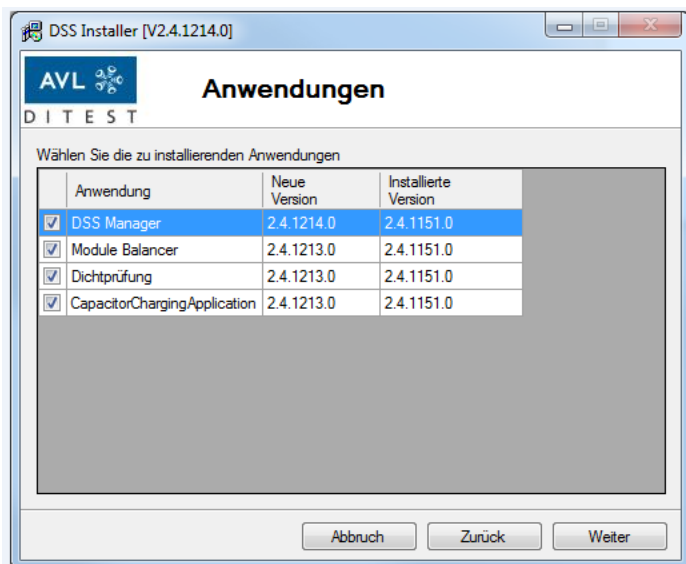 DSS Installer [V2.4.1214.0]
AVL
DITEST
Anwendungen
Wählen Sie die zu installierenden Anwendungen
Anwendung Neue Version Installierte Version
DSS Manager 2.4.1214.0 2.4.1151.0
Module Balancer 2.4.1213.0 2.4.1151.0
Dichtprüfung 2.4.1213.0 2.4.1151.0
CapacitorChargingApplication 2.4.1213.0 2.4.1151.0
Abbruch Zurück Weiter